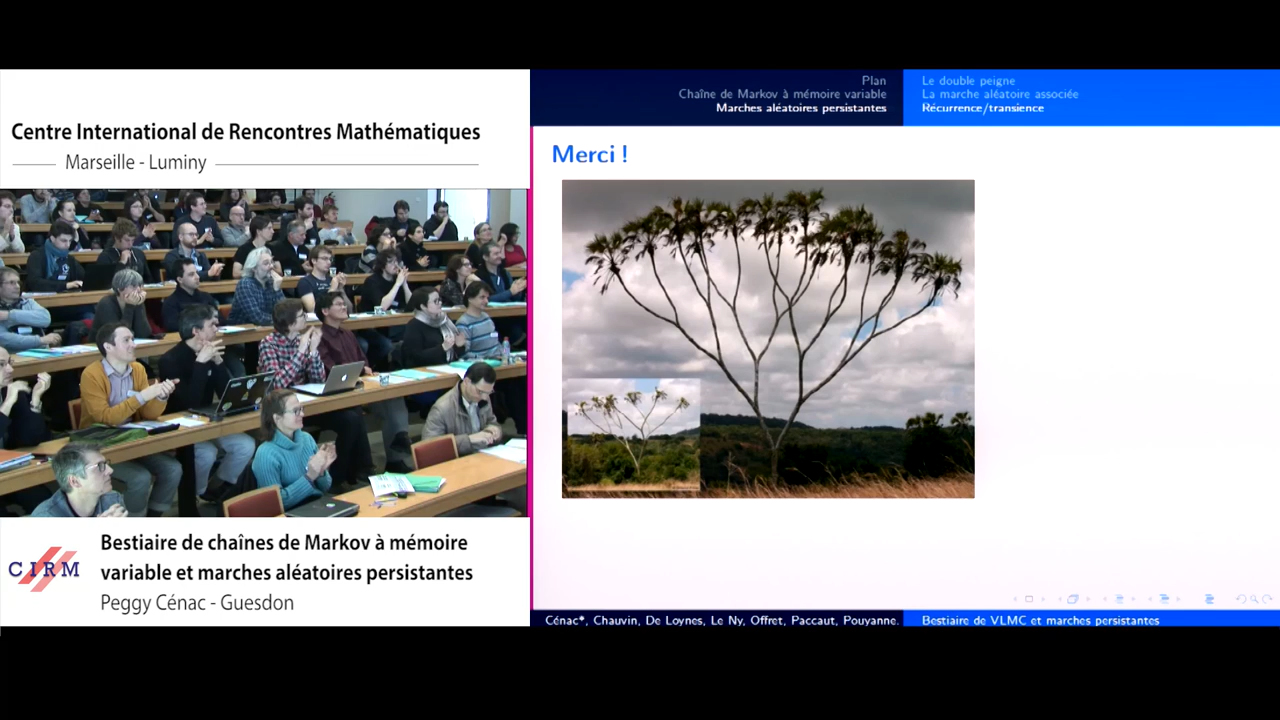 Centre International de Rencontres Mathématiques
Marseille - Luminy
CIRM
Bestiaire de chaînes de Markov à mémoire
variable et marches aléatoires persistantes
Peggy Cénac - Guesdon
Plan
Chaîne de Markov à mémoire variable
Marches aléatoires persistantes
Le double peigne
La marche aléatoire associée
Récurrence/transience
Merci !
Cénac*, Chauvin, De Loynes, Le Ny, Offret, Paccaut, Pouyanne.
Bestiaire de VLMC et marches persistantes